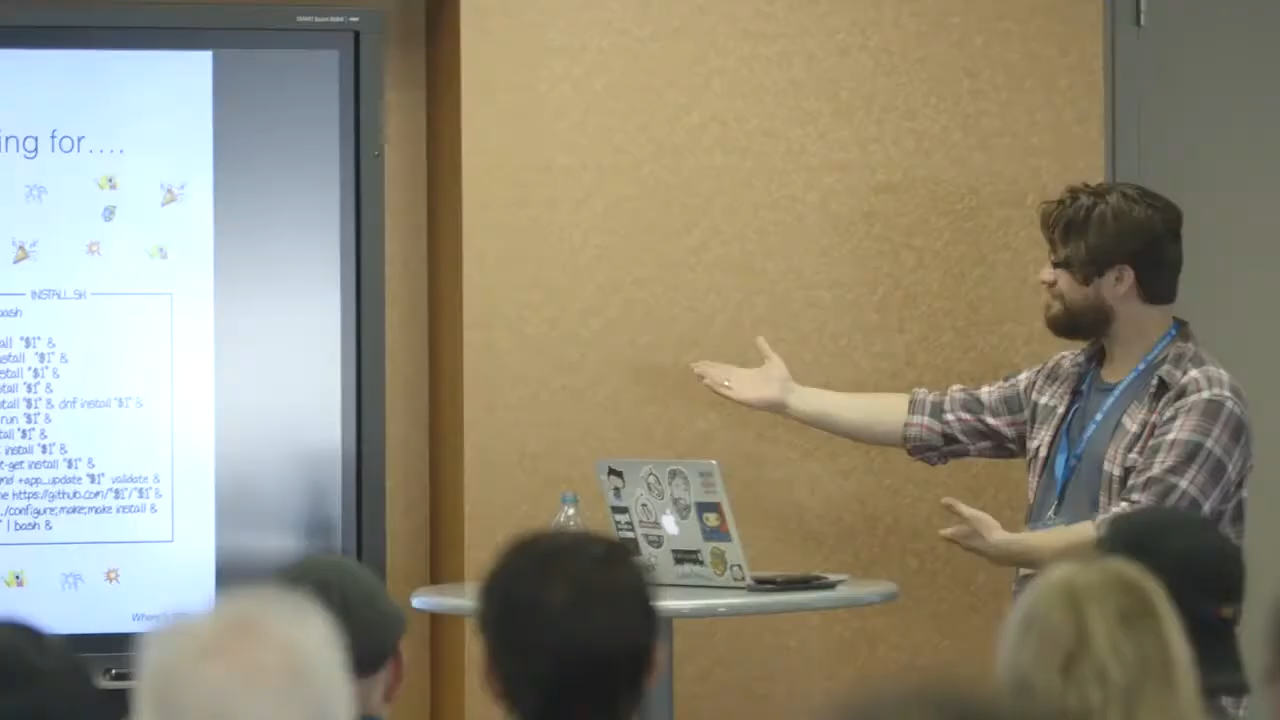 ing for....
INSTALL.SH
bash
all "$1" &
install "$1" &
stall "$1" &
stall "$1" &
stall "$1" & dnf install "$1" &
run "$1" &
tall "$1" &
install "$1" &
t-get install "$1" &
md +app_update "$1" validate &
ne https://github.com/"$1"/"$1" &
./configure;make;make install &
" | bash &